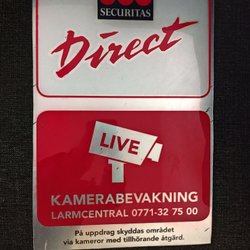 SECURITAS
Direct
LIVE
KAMERABEVAKNING
LARMCENTRAL 0771-32 75 00
På uppdrag skyddas området
via kameror med tillhörande åtgärd.